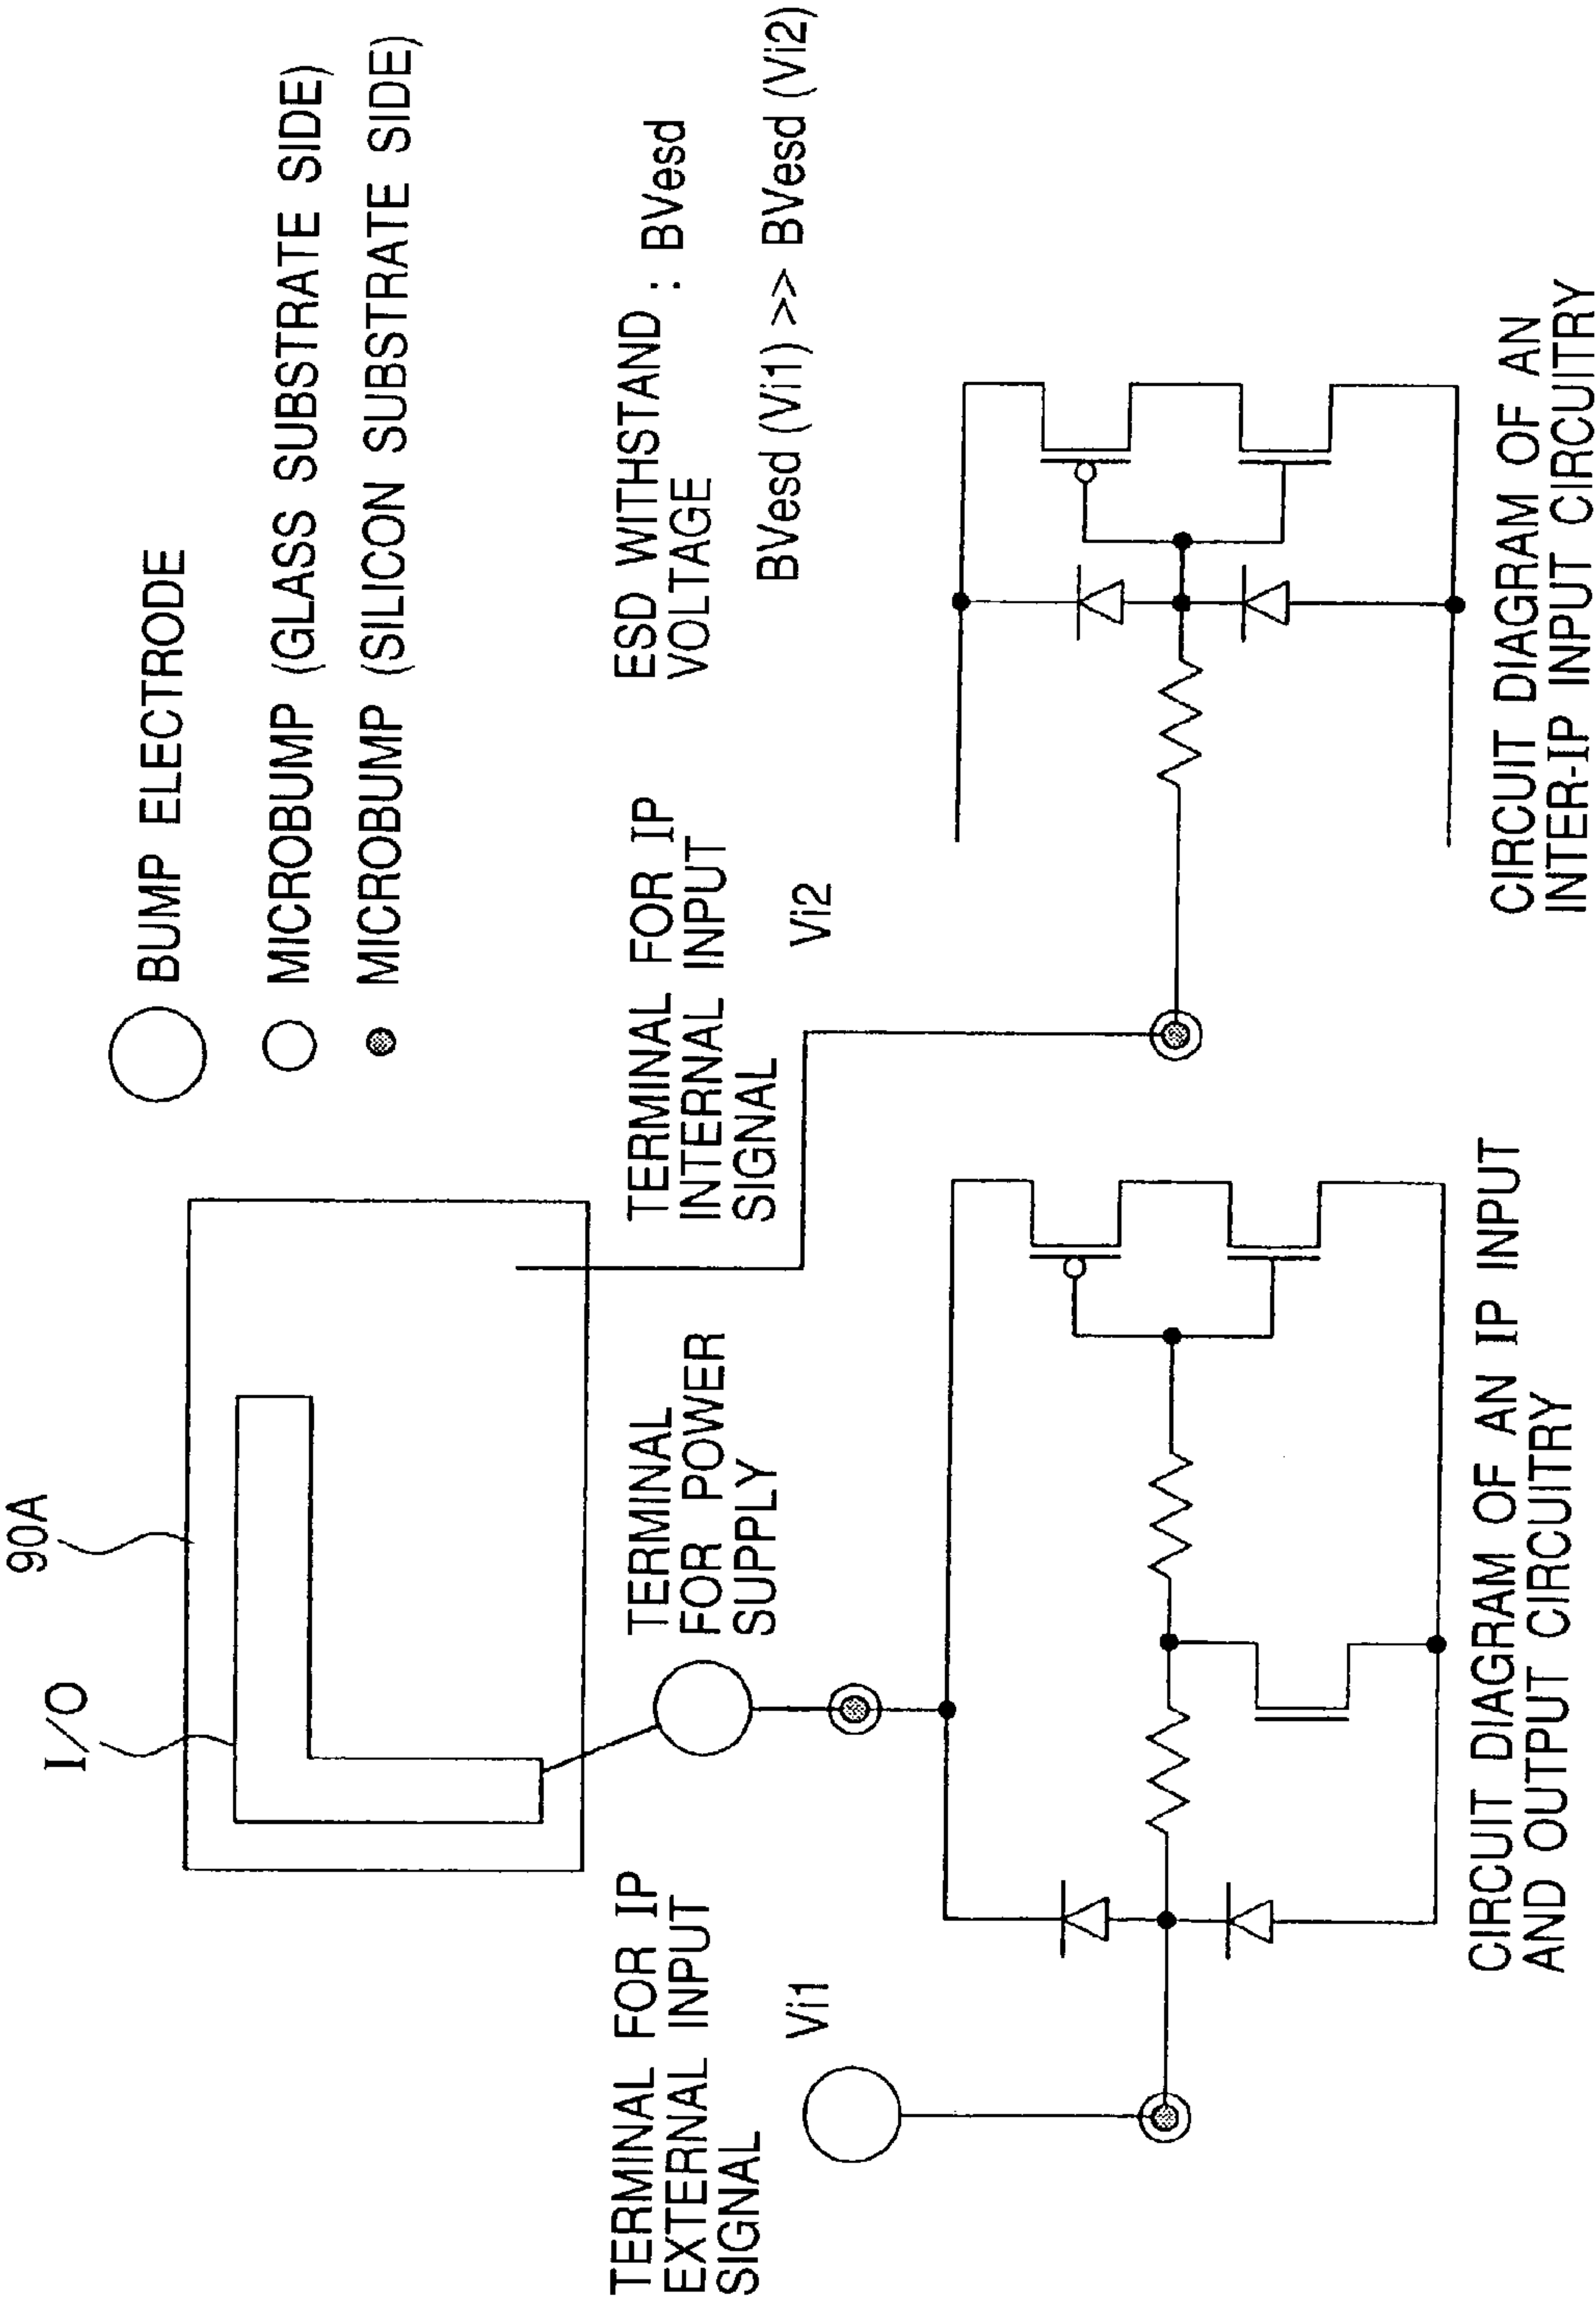 90A
I/O
BUMP ELECTRODE
MICROBUMP (GLASS SUBSTRATE SIDE)
MICROBUMP (SILICON SUBSTRATE SIDE)
TERMINAL FOR IP
EXTERNAL INPUT
SIGNAL
Vi1
TERMINAL
FOR POWER
SUPPLY
TERMINAL FOR IP
INTERNAL INPUT
SIGNAL
Vi2
ESD WITHSTAND : BVesd
VOLTAGE
BVesd (Vi1) >> BVesd (Vi2)
CIRCUIT DIAGRAM OF AN IP INPUT
AND OUTPUT CIRCUITRY
CIRCUIT DIAGRAM OF AN
INTER-IP INPUT CIRCUITRY